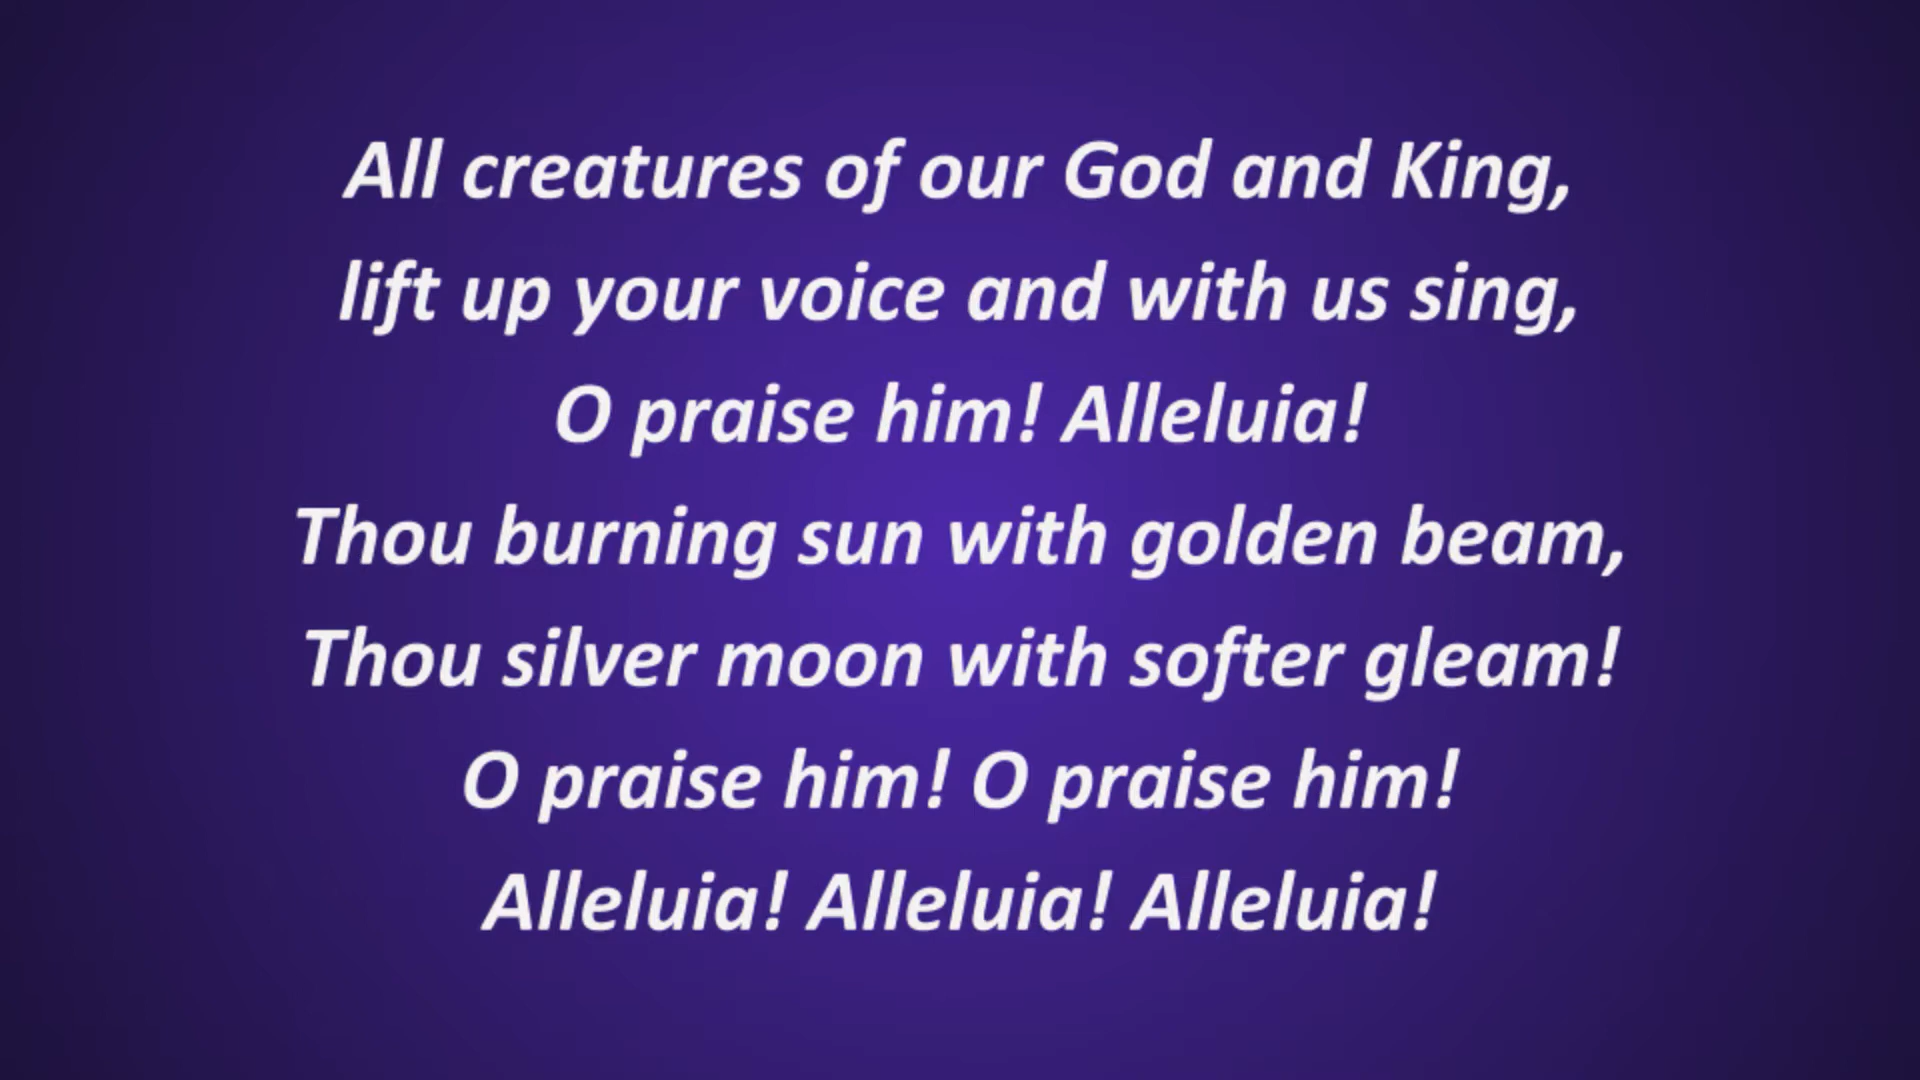 All creatures of our God and King,
lift up your voice and with us sing,
O praise him! Alleluia!
Thou burning sun with golden beam,
Thou silver moon with softer gleam!
O praise him! O praise him!
Alleluia! Alleluia! Alleluia!